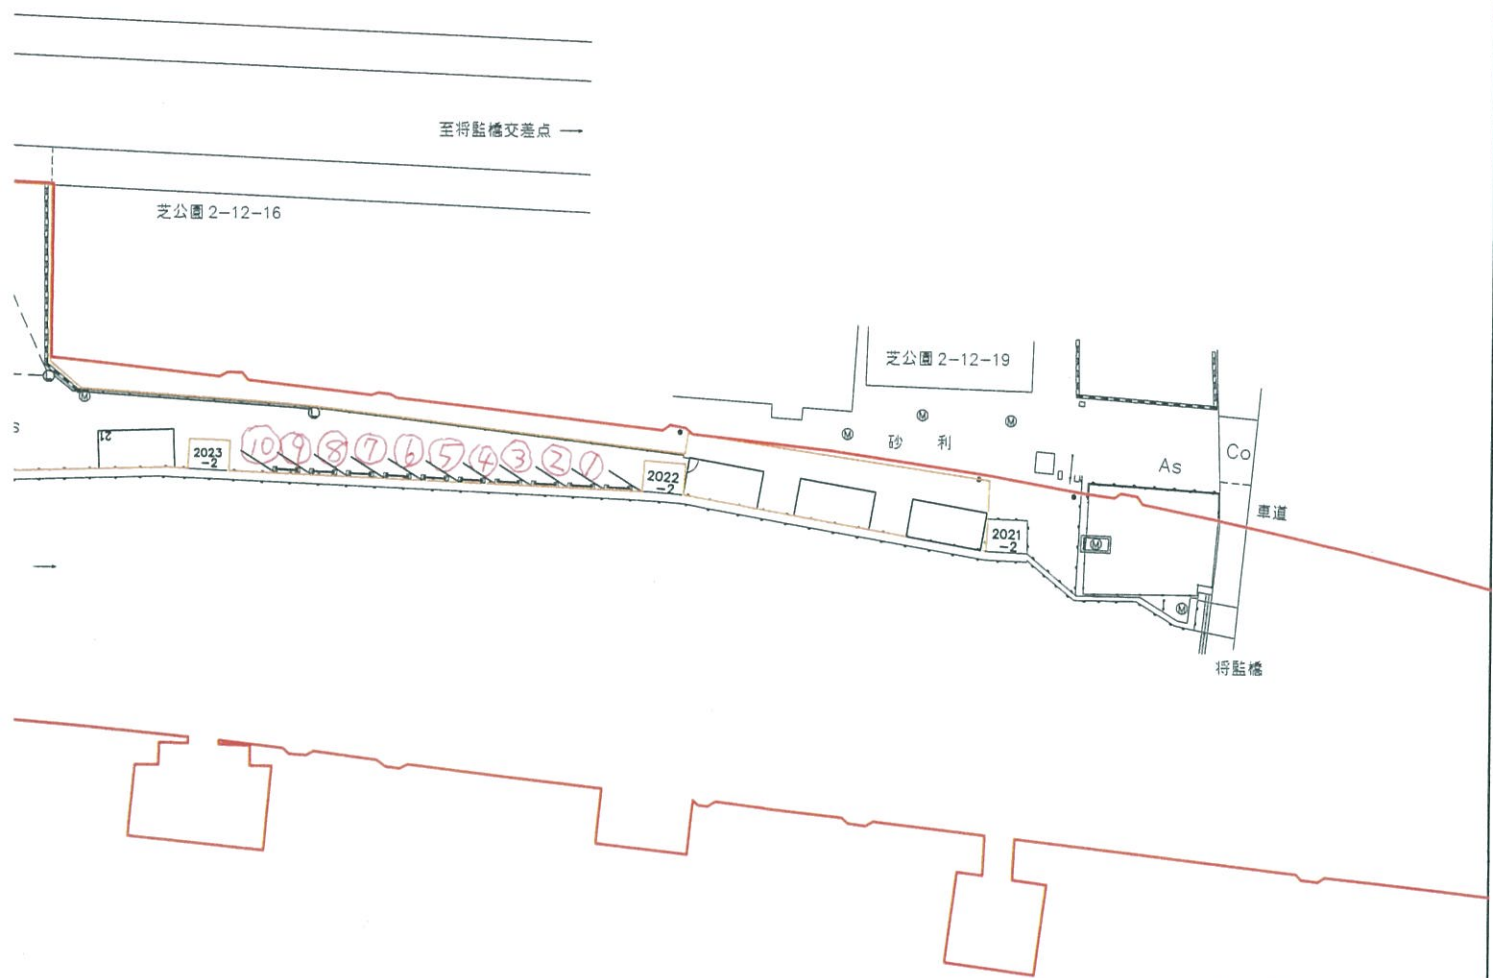 至将監橋交差点 →
芝公園 2-12-16
芝公園 2-12-19
砂 利
As
Co
車道
S
21
2023
-2
⑩ ⑨ ⑧ ⑦ ⑥ ⑤ ④ ③ ② ①
2022
-2
2021
-2
M
M
M
M
M
M
→
将監橋